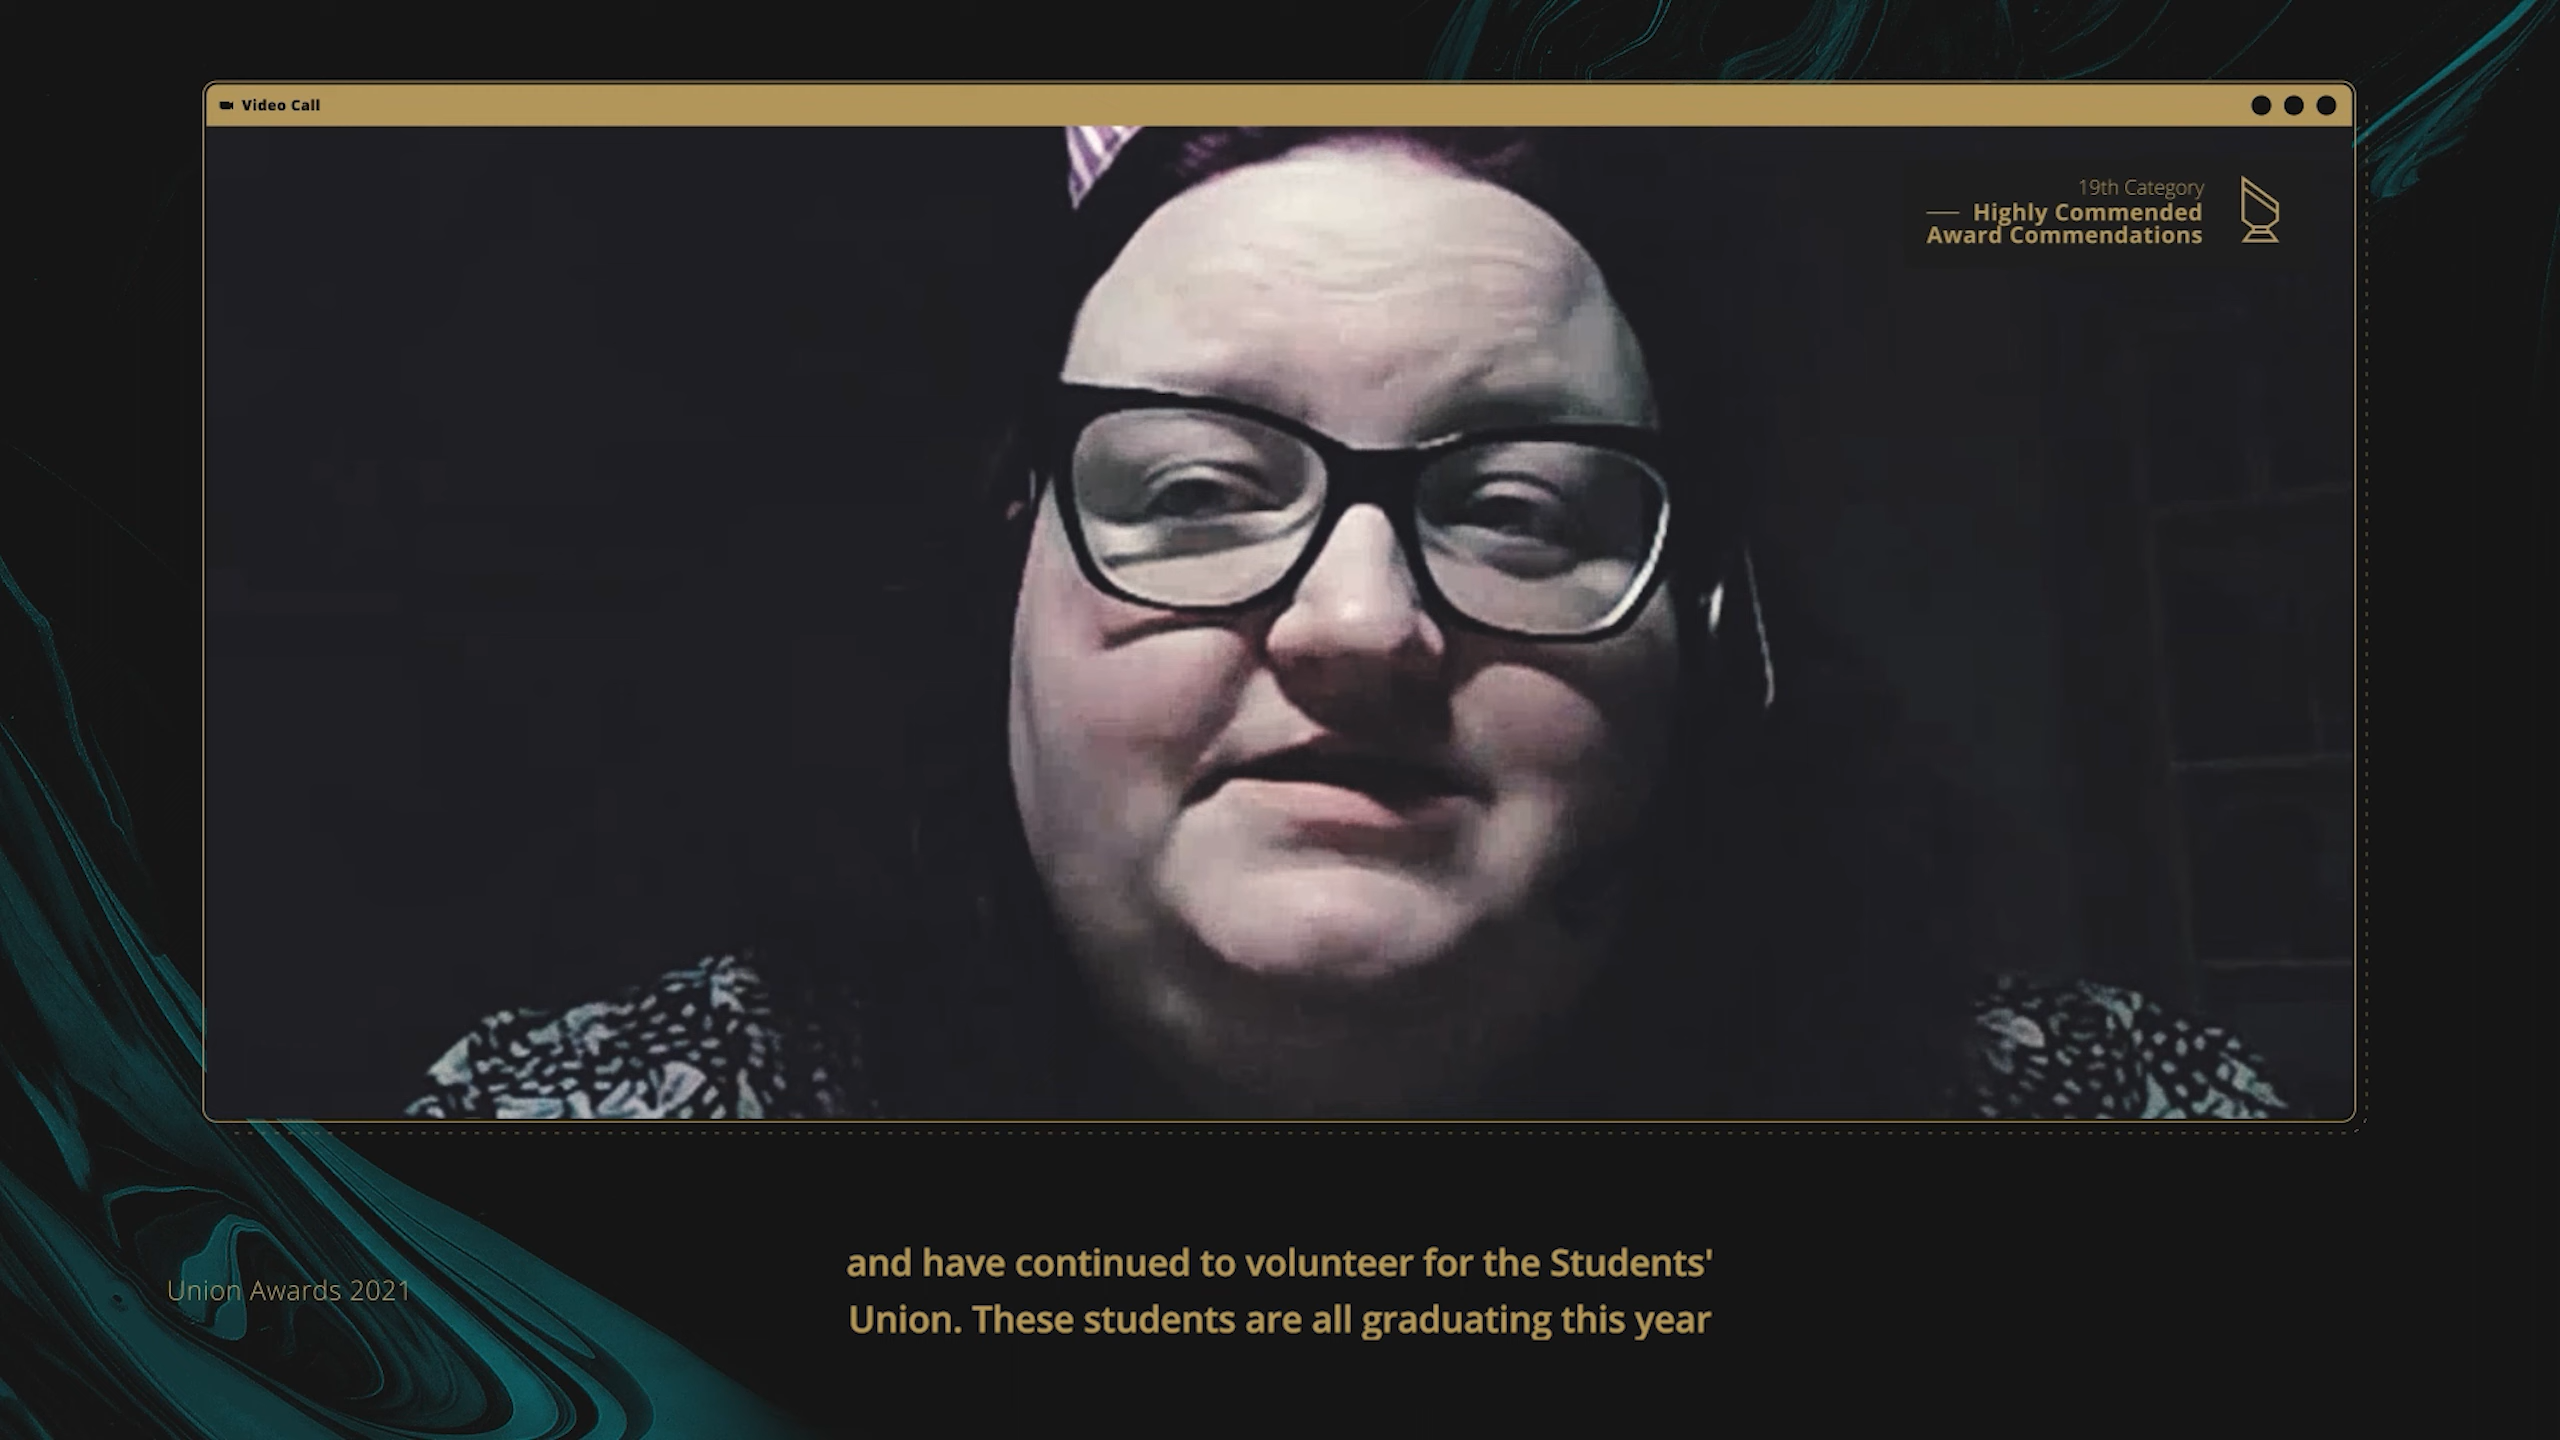 Video Call
19th Category
Highly Commended
Award Commendations
and have continued to volunteer for the Students'
Union. These students are all graduating this year
Union Awards 2021